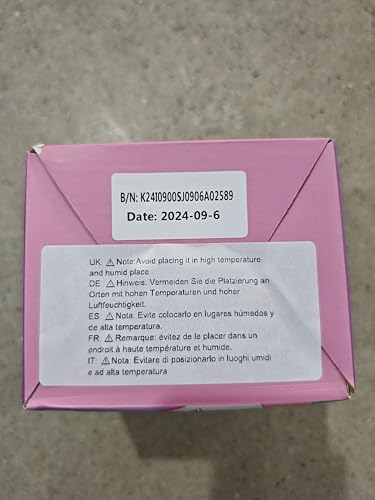 B/N: K24I0900SJ0906A02589
Date: 2024-09-6
UK: ⚠ Note: Avoid placing it in high temperature
and humid place
DE: ⚠ Hinweis. Vermeiden Sie die Platzierung an
Orten mit hohen Temperaturen und hoher
Luftfeuchtigkeit.
ES: ⚠ Nota: Evite colocarlo en lugares húmedos y
de alta temperatura.
FR: ⚠ Remarque: évitez de le placer dans un
endroit à haute température et humide.
IT: ⚠ Nota: Evitare di posizionarlo in luoghi umidi
e ad alta temperatura